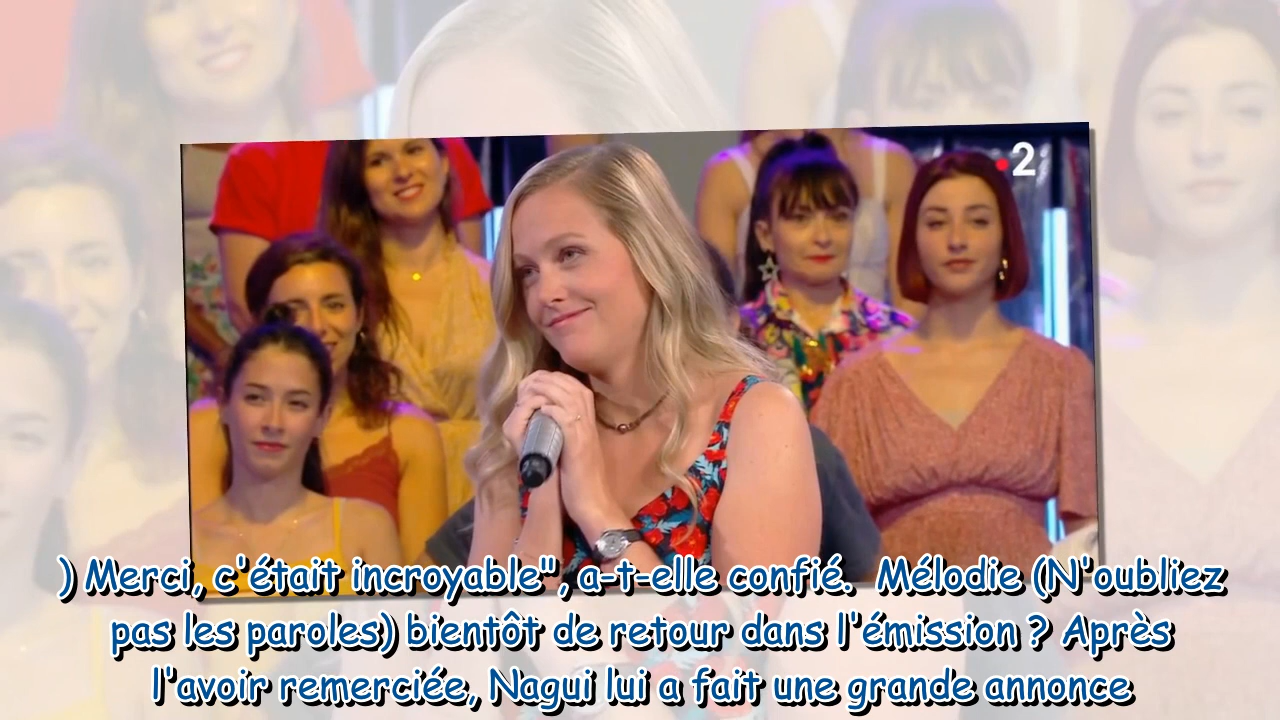 2
) Merci, c'était incroyable", a-t-elle confié.  Mélodie (N'oubliez
pas les paroles) bientôt de retour dans l'émission ? Après
l'avoir remerciée, Nagui lui a fait une grande annonce